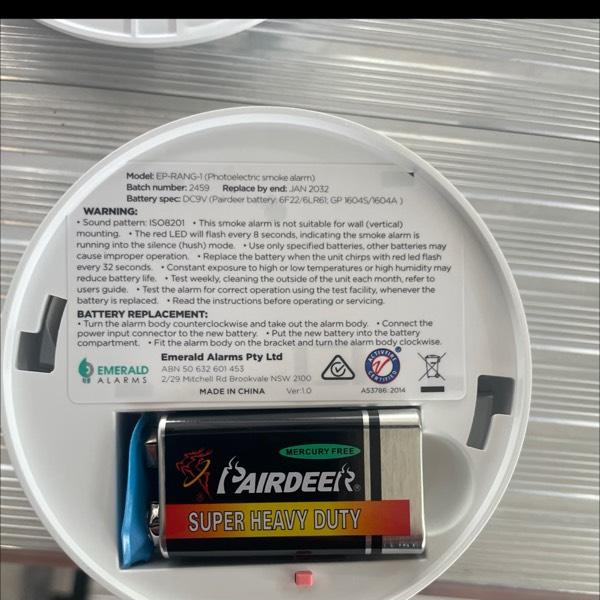 Model: EP-RANG-1 (Photoelectric smoke alarm)
Batch number: 2459 Replace by end: JAN 2032
Battery spec: DC9V (Pairdeer battery: 6F22/6LR61; GP 1604S/1604A )
WARNING:
• Sound pattern: ISO8201 • This smoke alarm is not suitable for wall (vertical)
mounting. • The red LED will flash every 8 seconds, indicating the smoke alarm is
running into the silence (hush) mode. • Use only specified batteries, other batteries may
cause improper operation. • Replace the battery when the unit chirps with red led flash
every 32 seconds. • Constant exposure to high or low temperatures or high humidity may
reduce battery life. • Test weekly, cleaning the outside of the unit each month, refer to
users guide. • Test the alarm for correct operation using the test facility, whenever the
battery is replaced. • Read the instructions before operating or servicing.
BATTERY REPLACEMENT:
• Turn the alarm body counterclockwise and take out the alarm body. • Connect the
power input connector to the new battery. • Put the new battery into the battery
compartment. • Fit the alarm body on the bracket and turn the alarm body clockwise.
EMERALD
ALARMS
Emerald Alarms Pty Ltd
ABN 50 632 601 453
2/29 Mitchell Rd Brookvale NSW 2100
MADE IN CHINA Ver:1.0
ACTIVFIRE
CERTIFIED
AS3786:2014
MERCURY FREE
PAIRDEER®
SUPER HEAVY DUTY